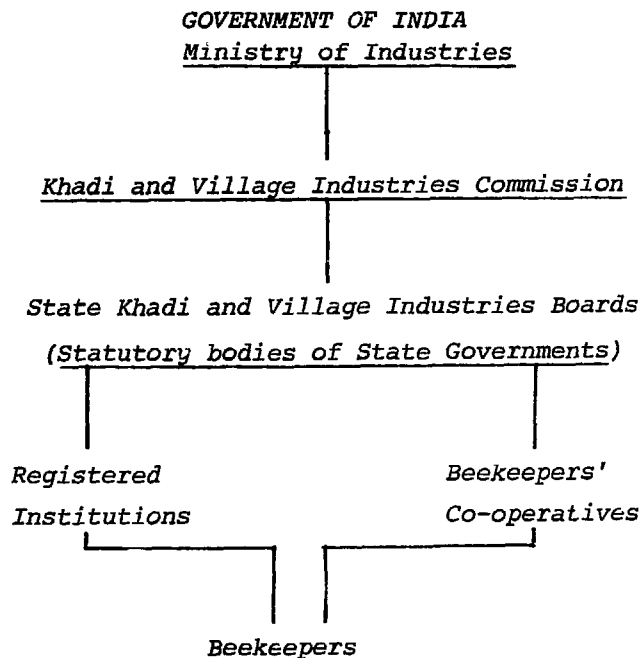 GOVERNMENT OF INDIA
Ministry of Industries
Khadi and Village Industries Commission
State Khadi and Village Industries Boards
(Statutory bodies of State Governments)
Registered
Institutions
Beekeepers'
Co-operatives
Beekeepers